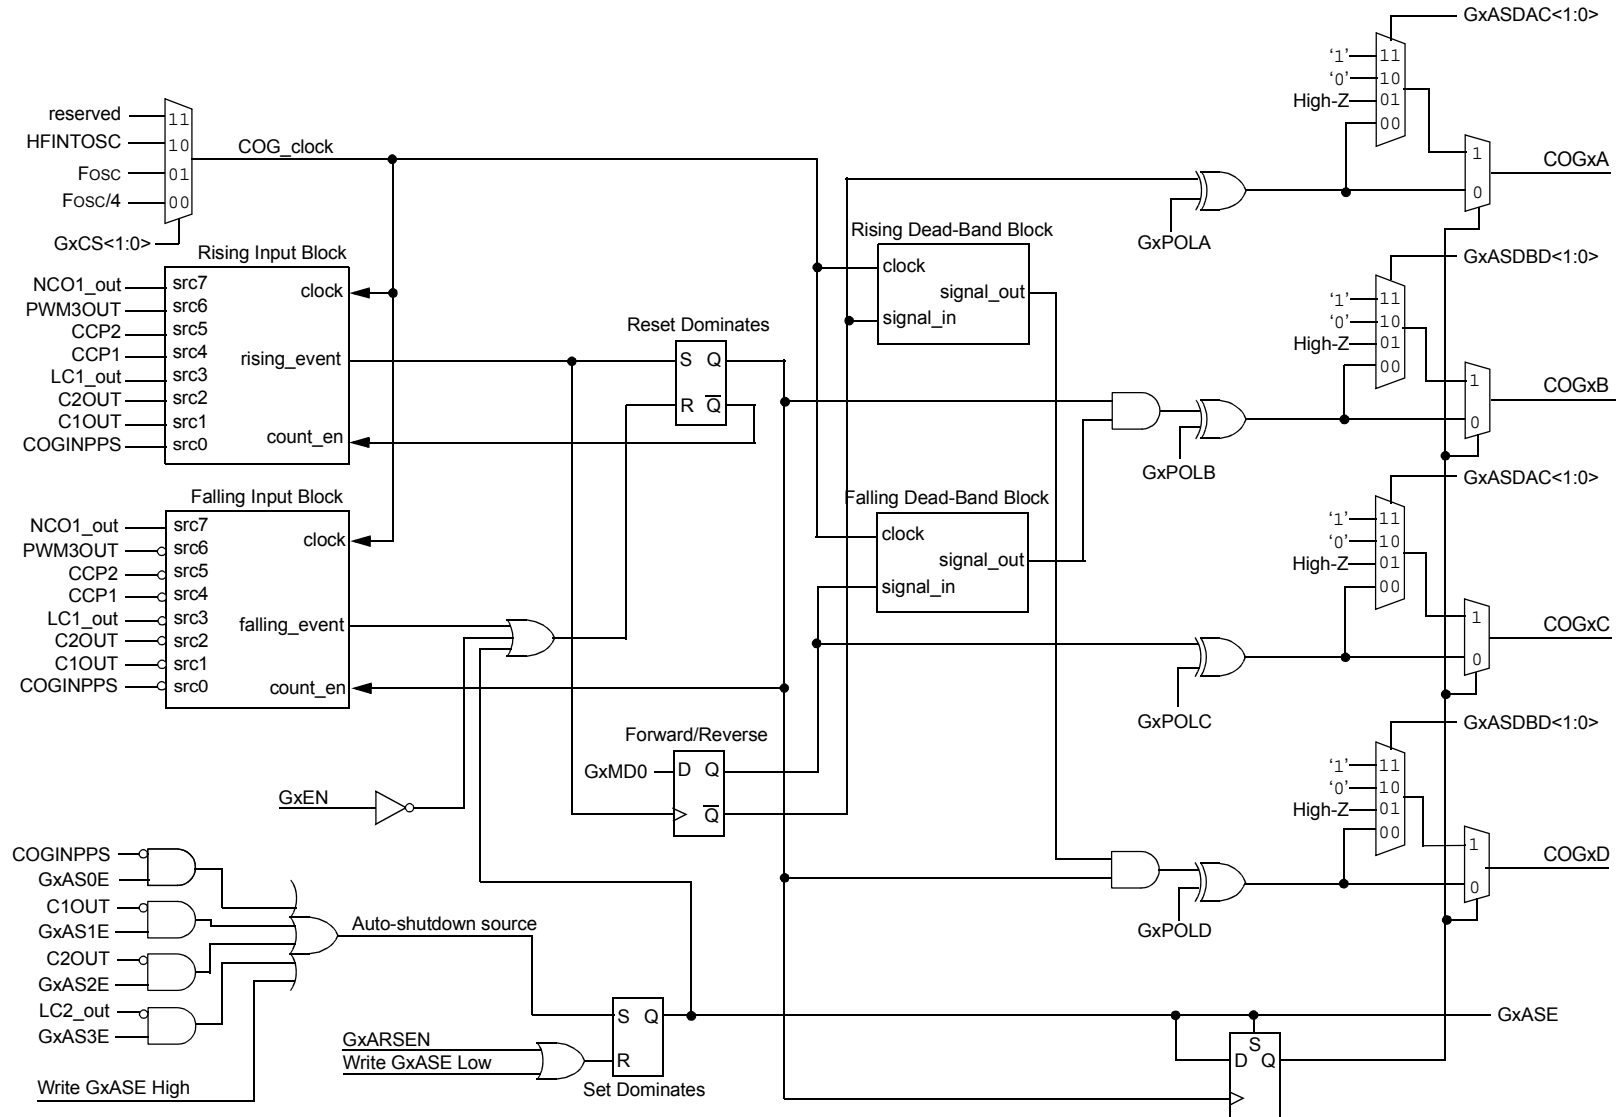 GxASDAC<1:0>
'1' 11
'0' 10
High-Z 01
00
1
COGxA
0
GxPOLA
reserved 11
HFINTOSC 10
FOSC 01
FOSC/4 00
GxCS<1:0>
COG_clock
Rising Input Block
NCO1_out src7
PWM3OUT src6
CCP2 src5
CCP1 src4
LC1_out src3
C2OUT src2
C1OUT src1
COGINPPS src0
clock
rising_event
count_en
Reset Dominates
S Q
R Q
Rising Dead-Band Block
clock
signal_out
signal_in
GxASDBD<1:0>
'1' 11
'0' 10
High-Z 01
00
1
COGxB
0
GxPOLB
Falling Input Block
NCO1_out src7
PWM3OUT src6
CCP2 src5
CCP1 src4
LC1_out src3
C2OUT src2
C1OUT src1
COGINPPS src0
clock
falling_event
count_en
Falling Dead-Band Block
clock
signal_out
signal_in
GxASDAC<1:0>
'1' 11
'0' 10
High-Z 01
00
1
COGxC
0
GxPOLC
Forward/Reverse
GxMD0 D Q
Q
GxEN
GxASDBD<1:0>
'1' 11
'0' 10
High-Z 01
00
1
COGxD
0
GxPOLD
COGINPPS
GxAS0E
C1OUT
GxAS1E
C2OUT
GxAS2E
LC2_out
GxAS3E
Write GxASE High
Auto-shutdown source
S Q
R
GxARSEN
Write GxASE Low
Set Dominates
GxASE
S
D Q